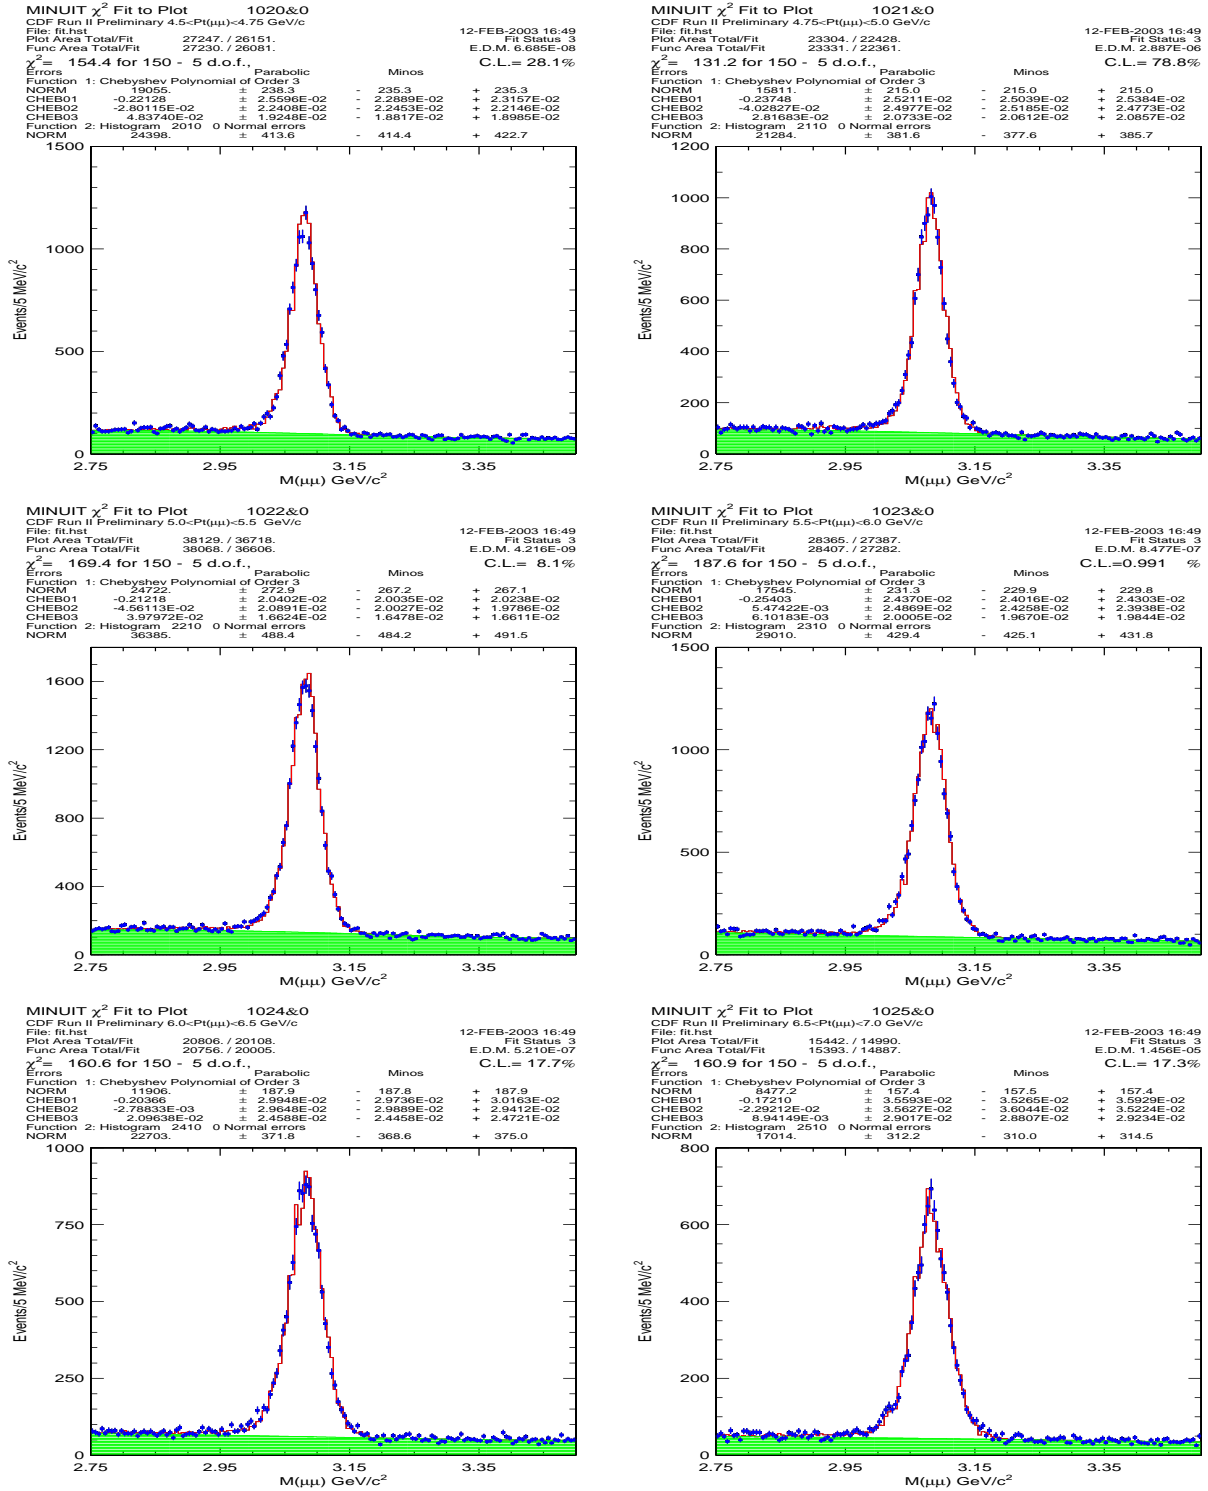 MINUIT χ² Fit to Plot 1020&0
CDF Run II Preliminary 4.5<Pt(μμ)<4.75 GeV/c
File: fit.hst 12-FEB-2003 16:49
Plot Area Total/Fit 27247. / 26151. Fit Status 3
Func Area Total/Fit 27230. / 26081. E.D.M. 6.685E-08
χ²= 154.4 for 150 - 5 d.o.f., C.L.= 28.1%
Errors Parabolic Minos
Function 1: Chebyshev Polynomial of Order 3
NORM 19055. ± 238.3 - 235.3 + 235.3
CHEB01 -0.22128 ± 2.5596E-02 - 2.2889E-02 + 2.3157E-02
CHEB02 -2.80115E-02 ± 2.2408E-02 - 2.2453E-02 + 2.2146E-02
CHEB03 4.83740E-02 ± 1.9248E-02 - 1.8817E-02 + 1.8985E-02
Function 2: Histogram 2010 0 Normal errors
NORM 24398. ± 413.6 - 414.4 + 422.7
1500
1000
500
0
Events/5 MeV/c²
2.75 2.95 3.15 3.35
M(μμ) GeV/c²
MINUIT χ² Fit to Plot 1021&0
CDF Run II Preliminary 4.75<Pt(μμ)<5.0 GeV/c
File: fit.hst 12-FEB-2003 16:49
Plot Area Total/Fit 23304. / 22428. Fit Status 3
Func Area Total/Fit 23331. / 22361. E.D.M. 2.887E-06
χ²= 131.2 for 150 - 5 d.o.f., C.L.= 78.8%
Errors Parabolic Minos
Function 1: Chebyshev Polynomial of Order 3
NORM 15811. ± 215.0 - 215.0 + 215.0
CHEB01 -0.23748 ± 2.5211E-02 - 2.5039E-02 + 2.5384E-02
CHEB02 -4.02827E-02 ± 2.4977E-02 - 2.5185E-02 + 2.4773E-02
CHEB03 2.81683E-02 ± 2.0733E-02 - 2.0612E-02 + 2.0857E-02
Function 2: Histogram 2110 0 Normal errors
NORM 21284. ± 381.6 - 377.6 + 385.7
1200
1000
800
600
400
200
0
Events/5 MeV/c²
2.75 2.95 3.15 3.35
M(μμ) GeV/c²
MINUIT χ² Fit to Plot 1022&0
CDF Run II Preliminary 5.0<Pt(μμ)<5.5 GeV/c
File: fit.hst 12-FEB-2003 16:49
Plot Area Total/Fit 38129. / 36718. Fit Status 3
Func Area Total/Fit 38068. / 36606. E.D.M. 4.216E-09
χ²= 169.4 for 150 - 5 d.o.f., C.L.= 8.1%
Errors Parabolic Minos
Function 1: Chebyshev Polynomial of Order 3
NORM 24722. ± 272.9 - 267.2 + 267.1
CHEB01 -0.21218 ± 2.0402E-02 - 2.0035E-02 + 2.0238E-02
CHEB02 -4.56113E-02 ± 2.0891E-02 - 2.0027E-02 + 1.9786E-02
CHEB03 3.97972E-02 ± 1.6624E-02 - 1.6478E-02 + 1.6611E-02
Function 2: Histogram 2210 0 Normal errors
NORM 36385. ± 488.4 - 484.2 + 491.5
1600
1200
800
400
0
Events/5 MeV/c²
2.75 2.95 3.15 3.35
M(μμ) GeV/c²
MINUIT χ² Fit to Plot 1023&0
CDF Run II Preliminary 5.5<Pt(μμ)<6.0 GeV/c
File: fit.hst 12-FEB-2003 16:49
Plot Area Total/Fit 28365. / 27387. Fit Status 3
Func Area Total/Fit 28407. / 27282. E.D.M. 8.477E-07
χ²= 187.6 for 150 - 5 d.o.f., C.L.=0.991 %
Errors Parabolic Minos
Function 1: Chebyshev Polynomial of Order 3
NORM 17545. ± 231.3 - 229.9 + 229.8
CHEB01 -0.25403 ± 2.4370E-02 - 2.4016E-02 + 2.4303E-02
CHEB02 5.47422E-03 ± 2.4869E-02 - 2.4258E-02 + 2.3938E-02
CHEB03 6.10183E-03 ± 2.0005E-02 - 1.9670E-02 + 1.9844E-02
Function 2: Histogram 2310 0 Normal errors
NORM 29010. ± 429.4 - 425.1 + 431.8
1500
1000
500
0
Events/5 MeV/c²
2.75 2.95 3.15 3.35
M(μμ) GeV/c²
MINUIT χ² Fit to Plot 1024&0
CDF Run II Preliminary 6.0<Pt(μμ)<6.5 GeV/c
File: fit.hst 12-FEB-2003 16:49
Plot Area Total/Fit 20806. / 20108. Fit Status 3
Func Area Total/Fit 20756. / 20005. E.D.M. 5.210E-07
χ²= 160.6 for 150 - 5 d.o.f., C.L.= 17.7%
Errors Parabolic Minos
Function 1: Chebyshev Polynomial of Order 3
NORM 11906. ± 187.9 - 187.8 + 187.9
CHEB01 -0.20366 ± 2.9948E-02 - 2.9736E-02 + 3.0163E-02
CHEB02 -2.78833E-03 ± 2.9648E-02 - 2.9889E-02 + 2.9412E-02
CHEB03 2.09638E-02 ± 2.4588E-02 - 2.4458E-02 + 2.4721E-02
Function 2: Histogram 2410 0 Normal errors
NORM 22703. ± 371.8 - 368.6 + 375.0
1000
750
500
250
0
Events/5 MeV/c²
2.75 2.95 3.15 3.35
M(μμ) GeV/c²
MINUIT χ² Fit to Plot 1025&0
CDF Run II Preliminary 6.5<Pt(μμ)<7.0 GeV/c
File: fit.hst 12-FEB-2003 16:49
Plot Area Total/Fit 15442. / 14990. Fit Status 3
Func Area Total/Fit 15393. / 14887. E.D.M. 1.456E-05
χ²= 160.9 for 150 - 5 d.o.f., C.L.= 17.3%
Errors Parabolic Minos
Function 1: Chebyshev Polynomial of Order 3
NORM 8477.2 ± 157.4 - 157.5 + 157.4
CHEB01 -0.17210 ± 3.5593E-02 - 3.5265E-02 + 3.5929E-02
CHEB02 -2.29212E-02 ± 3.5627E-02 - 3.6044E-02 + 3.5224E-02
CHEB03 8.94149E-03 ± 2.9017E-02 - 2.8807E-02 + 2.9234E-02
Function 2: Histogram 2510 0 Normal errors
NORM 17014. ± 312.2 - 310.0 + 314.5
800
600
400
200
0
Events/5 MeV/c²
2.75 2.95 3.15 3.35
M(μμ) GeV/c²